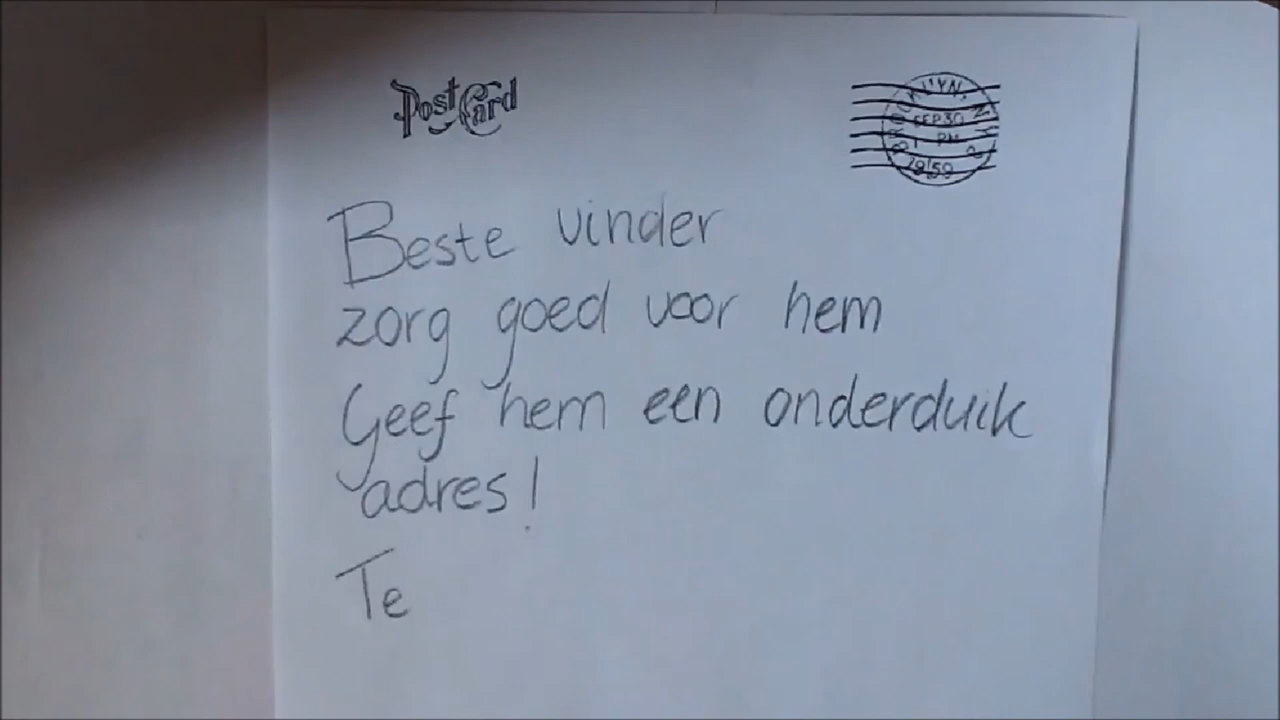 Post Card
SEP 30
PM
Beste vinder
zorg goed voor hem
Geef hem een onderduik
adres!
Te